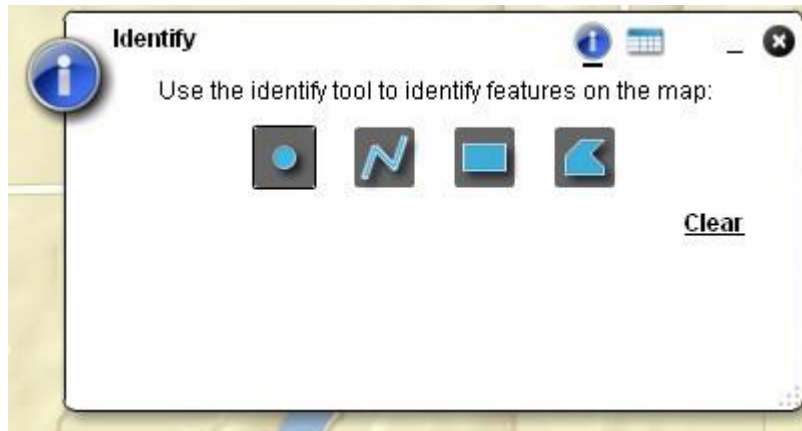 Identify
Use the identify tool to identify features on the map:
Clear